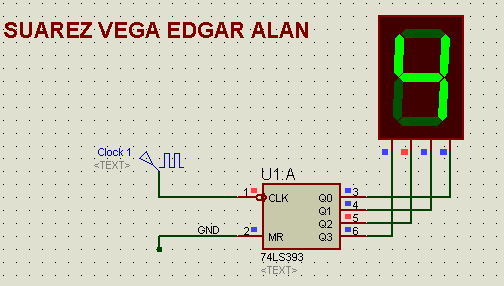 SUAREZ VEGA EDGAR ALAN
4
Clock 1
<TEXT>
U1:A
1 CLK Q0 3
Q1 4
Q2 5
GND 2 MR Q3 6
74LS393
<TEXT>